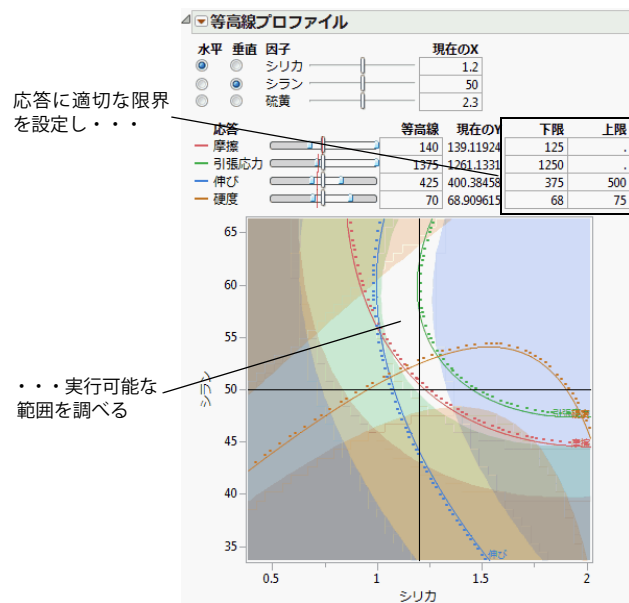 等高線プロファイル
水平 垂直 因子 現在のX
シリカ 1.2
シラン 50
硫黄 2.3
応答に適切な限界
を設定し・・・
応答 等高線 現在のY 下限 上限
摩擦 140 139.11924 125 .
引張応力 1375 1261.1331 1250 .
伸び 425 400.38458 375 500
硬度 70 68.909615 68 75
・・・実行可能な
範囲を調べる
65
60
55
50
45
40
35
引張 硬度
摩擦
伸び
0.5 1 1.5 2
シリカ